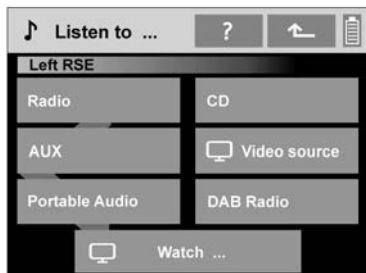 Listen to ... ?
Left RSE
Radio CD
AUX Video source
Portable Audio DAB Radio
Watch ...